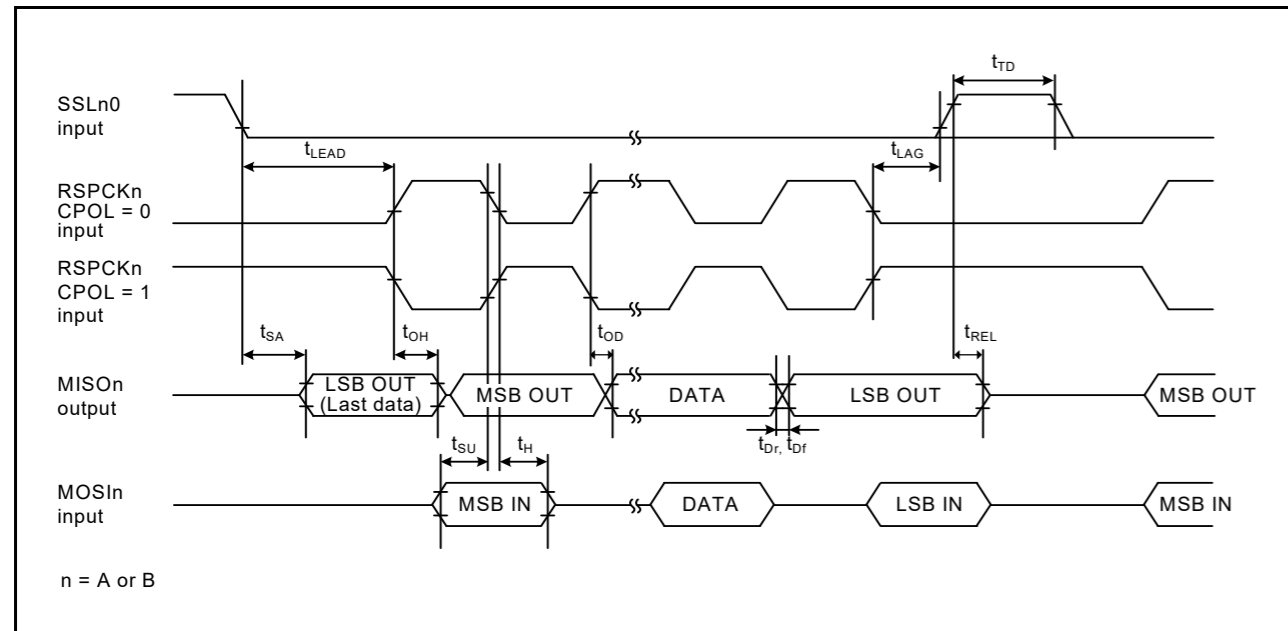 tTD
SSLn0
input
tLEAD
tLAG
RSPCKn
CPOL = 0
input
RSPCKn
CPOL = 1
input
tSA
tOH
tOD
tREL
MISOn
output
LSB OUT
(Last data)
MSB OUT
DATA
LSB OUT
MSB OUT
tSU
tH
tDr, tDf
MOSIn
input
MSB IN
DATA
LSB IN
MSB IN
n = A or B